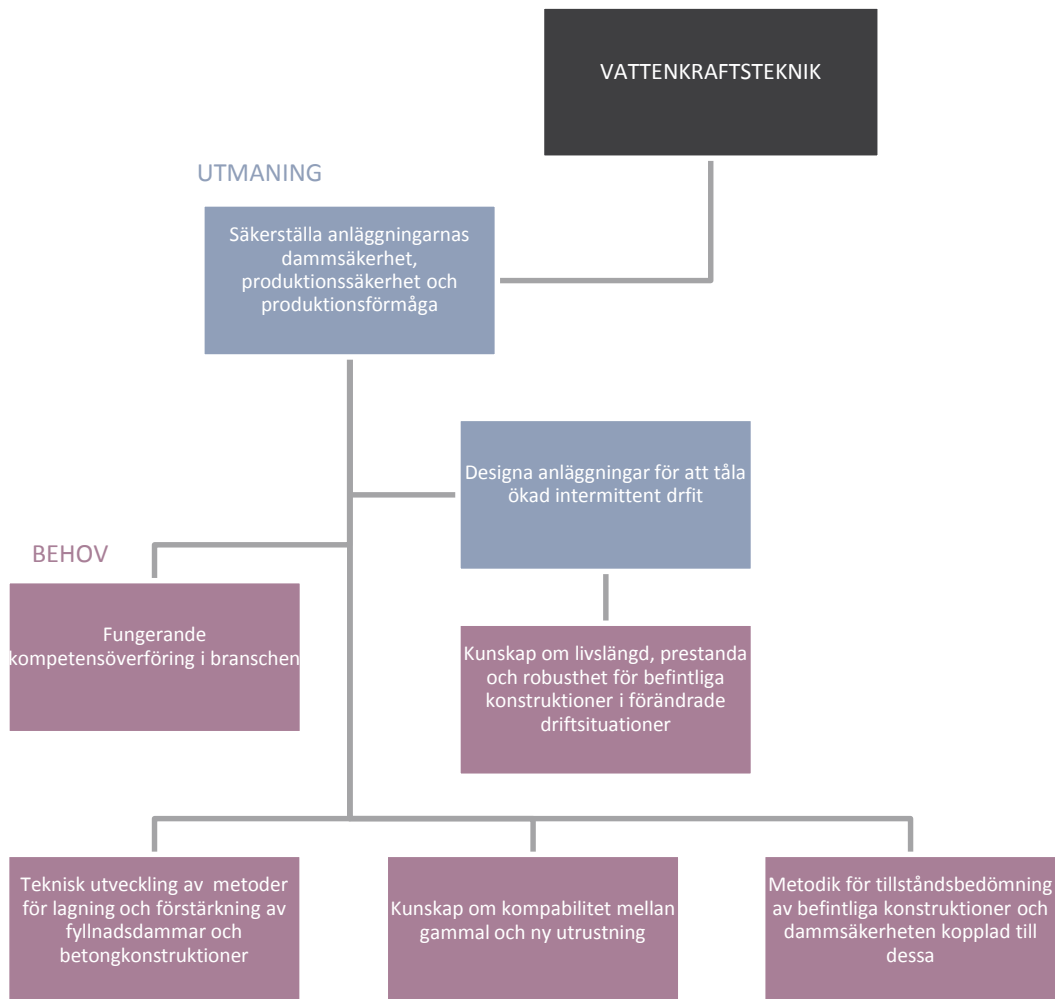 VATTENKRAFTSTEKNIK
UTMANING
Säkerställa anläggningarnas
dammsäkerhet,
produktionssäkerhet och
produktionsförmåga
Designa anläggningar för att tåla
ökad intermittent drfit
BEHOV
Fungerande
kompetensöverföring i branschen
Kunskap om livslängd, prestanda
och robusthet för befintliga
konstruktioner i förändrade
driftsituationer
Teknisk utveckling av metoder
för lagning och förstärkning av
fyllnadsdammar och
betongkonstruktioner
Kunskap om kompabilitet mellan
gammal och ny utrustning
Metodik för tillståndsbedömning
av befintliga konstruktioner och
dammsäkerheten kopplad till
dessa